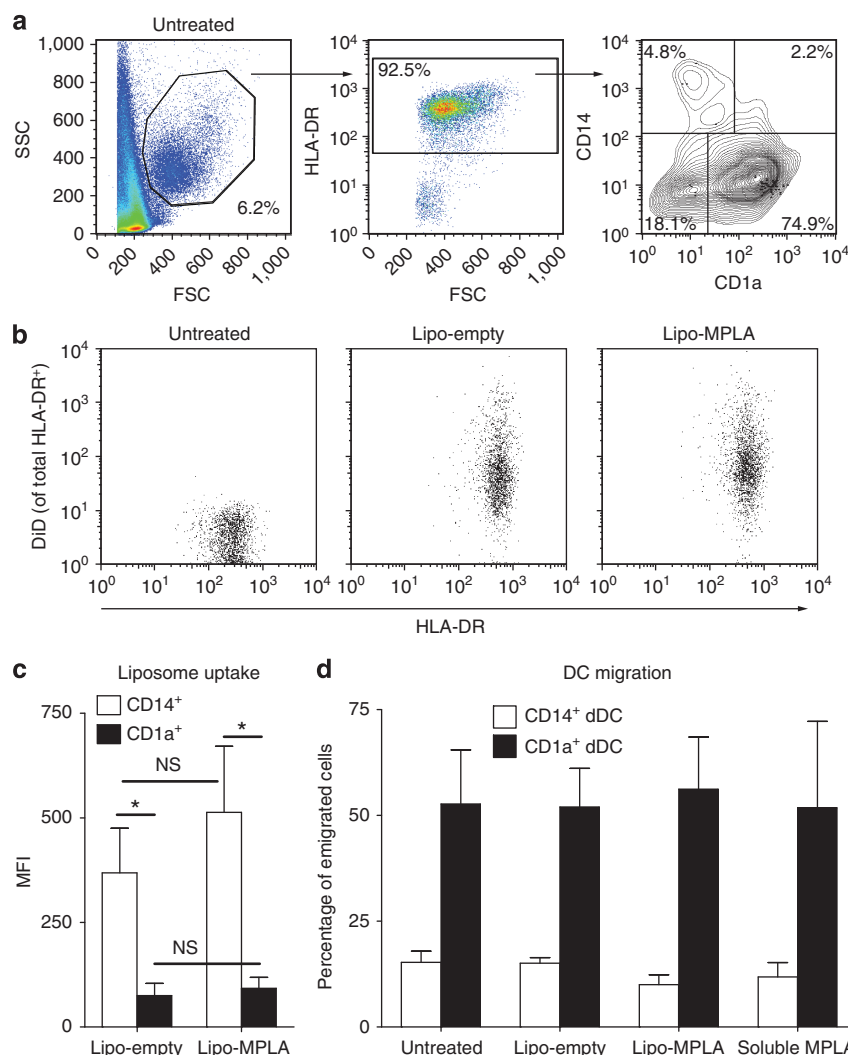 a
Untreated
1,000
800
600
400
200
0
SSC
6.2%
0
200
400
600
800
1,000
FSC
10⁴
10³
10²
10¹
10⁰
HLA-DR
92.5%
0
200
400
600
800
1,000
FSC
10⁴
10³
10²
10¹
10⁰
CD14
4.8%
2.2%
18.1%
74.9%
10⁰ 10¹ 10² 10³ 10⁴
CD1a
b
Untreated
Lipo-empty
Lipo-MPLA
10⁴
10³
10²
10¹
10⁰
DiD (of total HLA-DR⁺)
10⁰ 10¹ 10² 10³ 10⁴
10⁰ 10¹ 10² 10³ 10⁴
10⁰ 10¹ 10² 10³ 10⁴
HLA-DR
c
Liposome uptake
CD14⁺
CD1a⁺
750
500
250
0
MFI
*
NS
*
NS
Lipo-empty
Lipo-MPLA
d
DC migration
CD14⁺ dDC
CD1a⁺ dDC
75
50
25
0
Percentage of emigrated cells
Untreated
Lipo-empty
Lipo-MPLA
Soluble MPLA